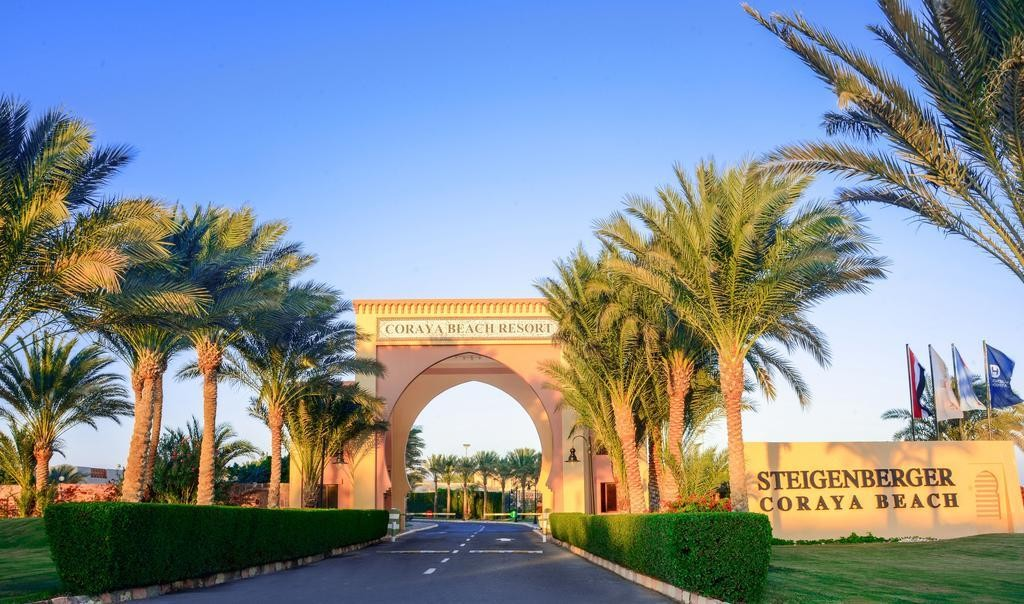 CORAYA BEACH RESORT
STEIGENBERGER
CORAYA BEACH